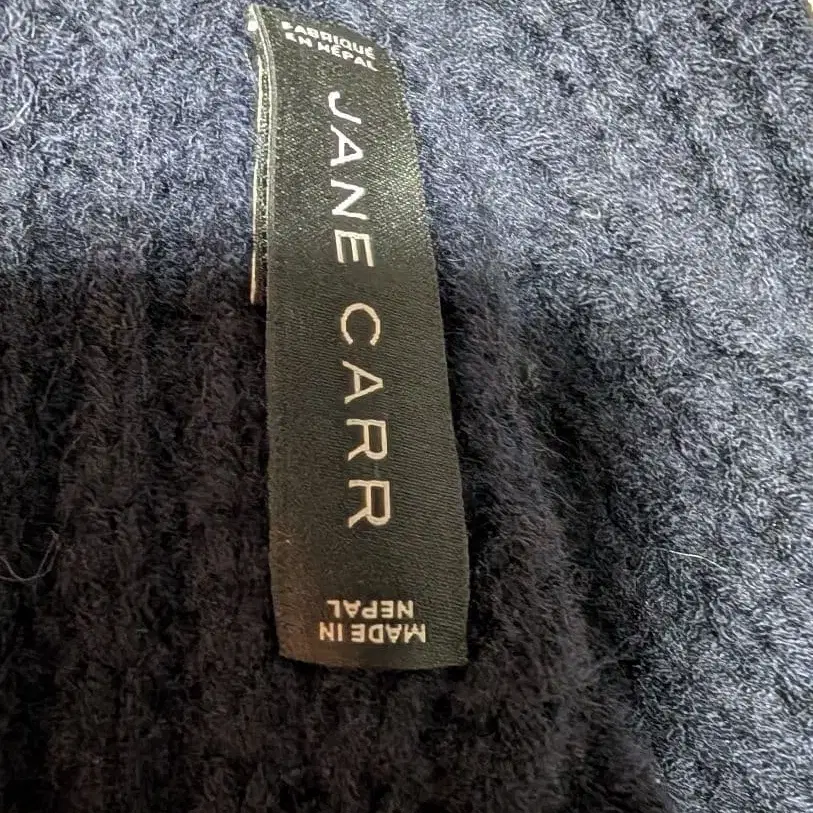 FABRIQUÉ
EN NÉPAL
JANE CARR
MADE IN
NEPAL